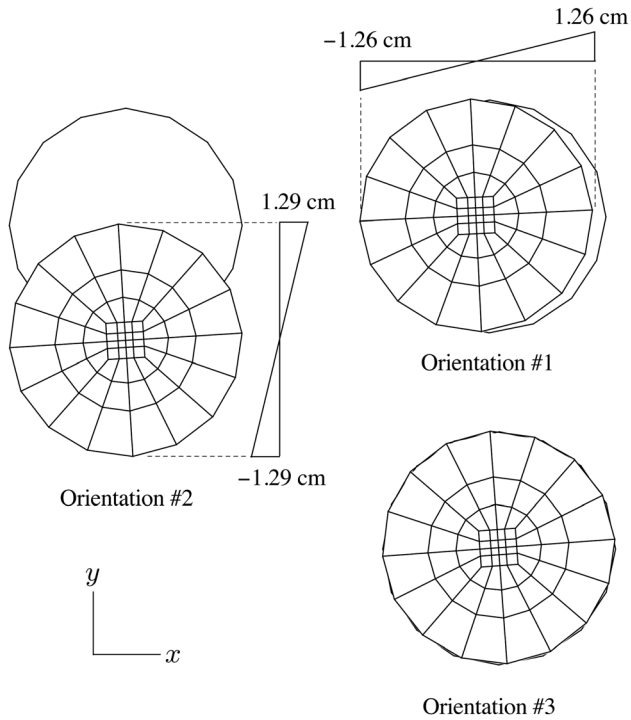 1.26 cm
−1.26 cm
1.29 cm
Orientation #1
−1.29 cm
Orientation #2
y
x
Orientation #3